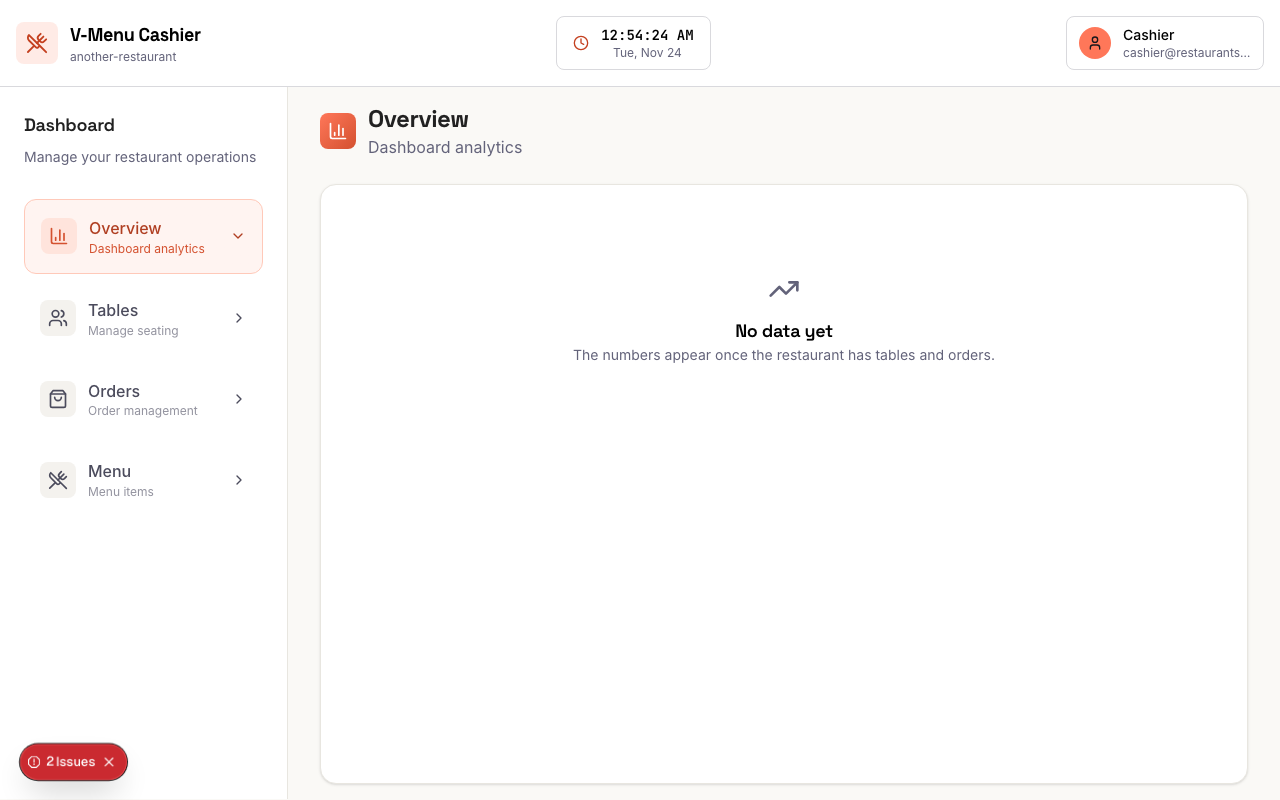 V-Menu Cashier
another-restaurant
12:54:24 AM
Tue, Nov 24
Cashier
cashier@restaurants...
Dashboard
Manage your restaurant operations
Overview
Dashboard analytics
Tables
Manage seating
Orders
Order management
Menu
Menu items
2 Issues
Overview
Dashboard analytics
No data yet
The numbers appear once the restaurant has tables and orders.